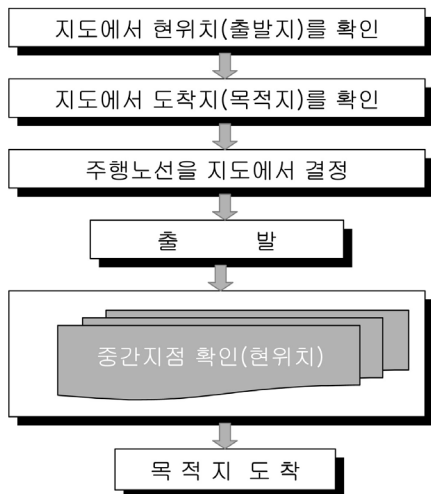 지도에서 현위치(출발지)를 확인
지도에서 도착지(목적지)를 확인
주행노선을 지도에서 결정
출 발
중간지점 확인(현위치)
목 적 지 도 착